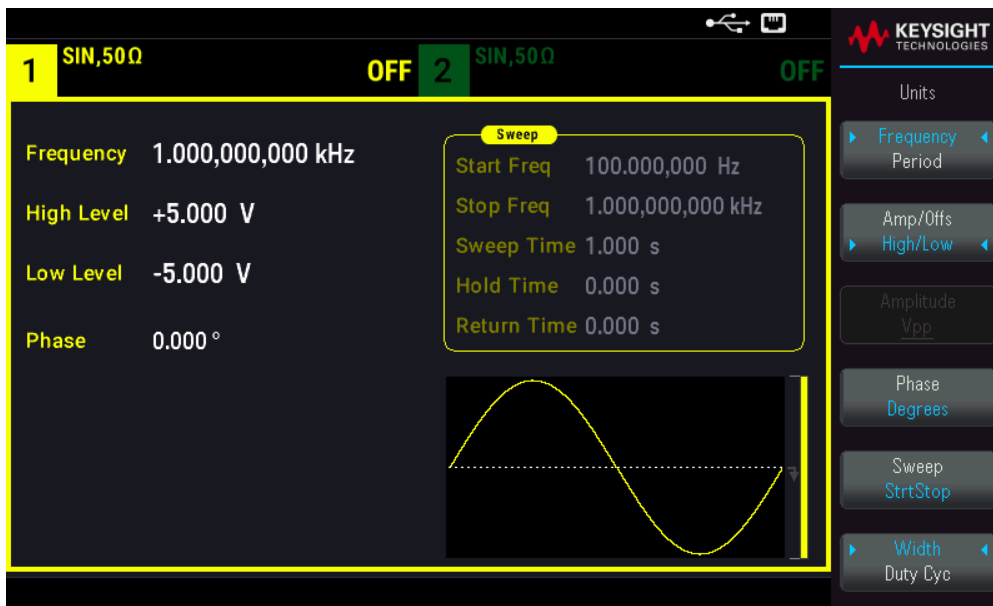 KEYSIGHT
TECHNOLOGIES
1 SIN,50Ω OFF
2 SIN,50Ω OFF
Frequency 1.000,000,000 kHz
High Level +5.000 V
Low Level -5.000 V
Phase 0.000 °
Sweep
Start Freq 100.000,000 Hz
Stop Freq 1.000,000,000 kHz
Sweep Time 1.000 s
Hold Time 0.000 s
Return Time 0.000 s
Units
Frequency
Period
Amp/Offs
High/Low
Amplitude
Vpp
Phase
Degrees
Sweep
StrtStop
Width
Duty Cyc